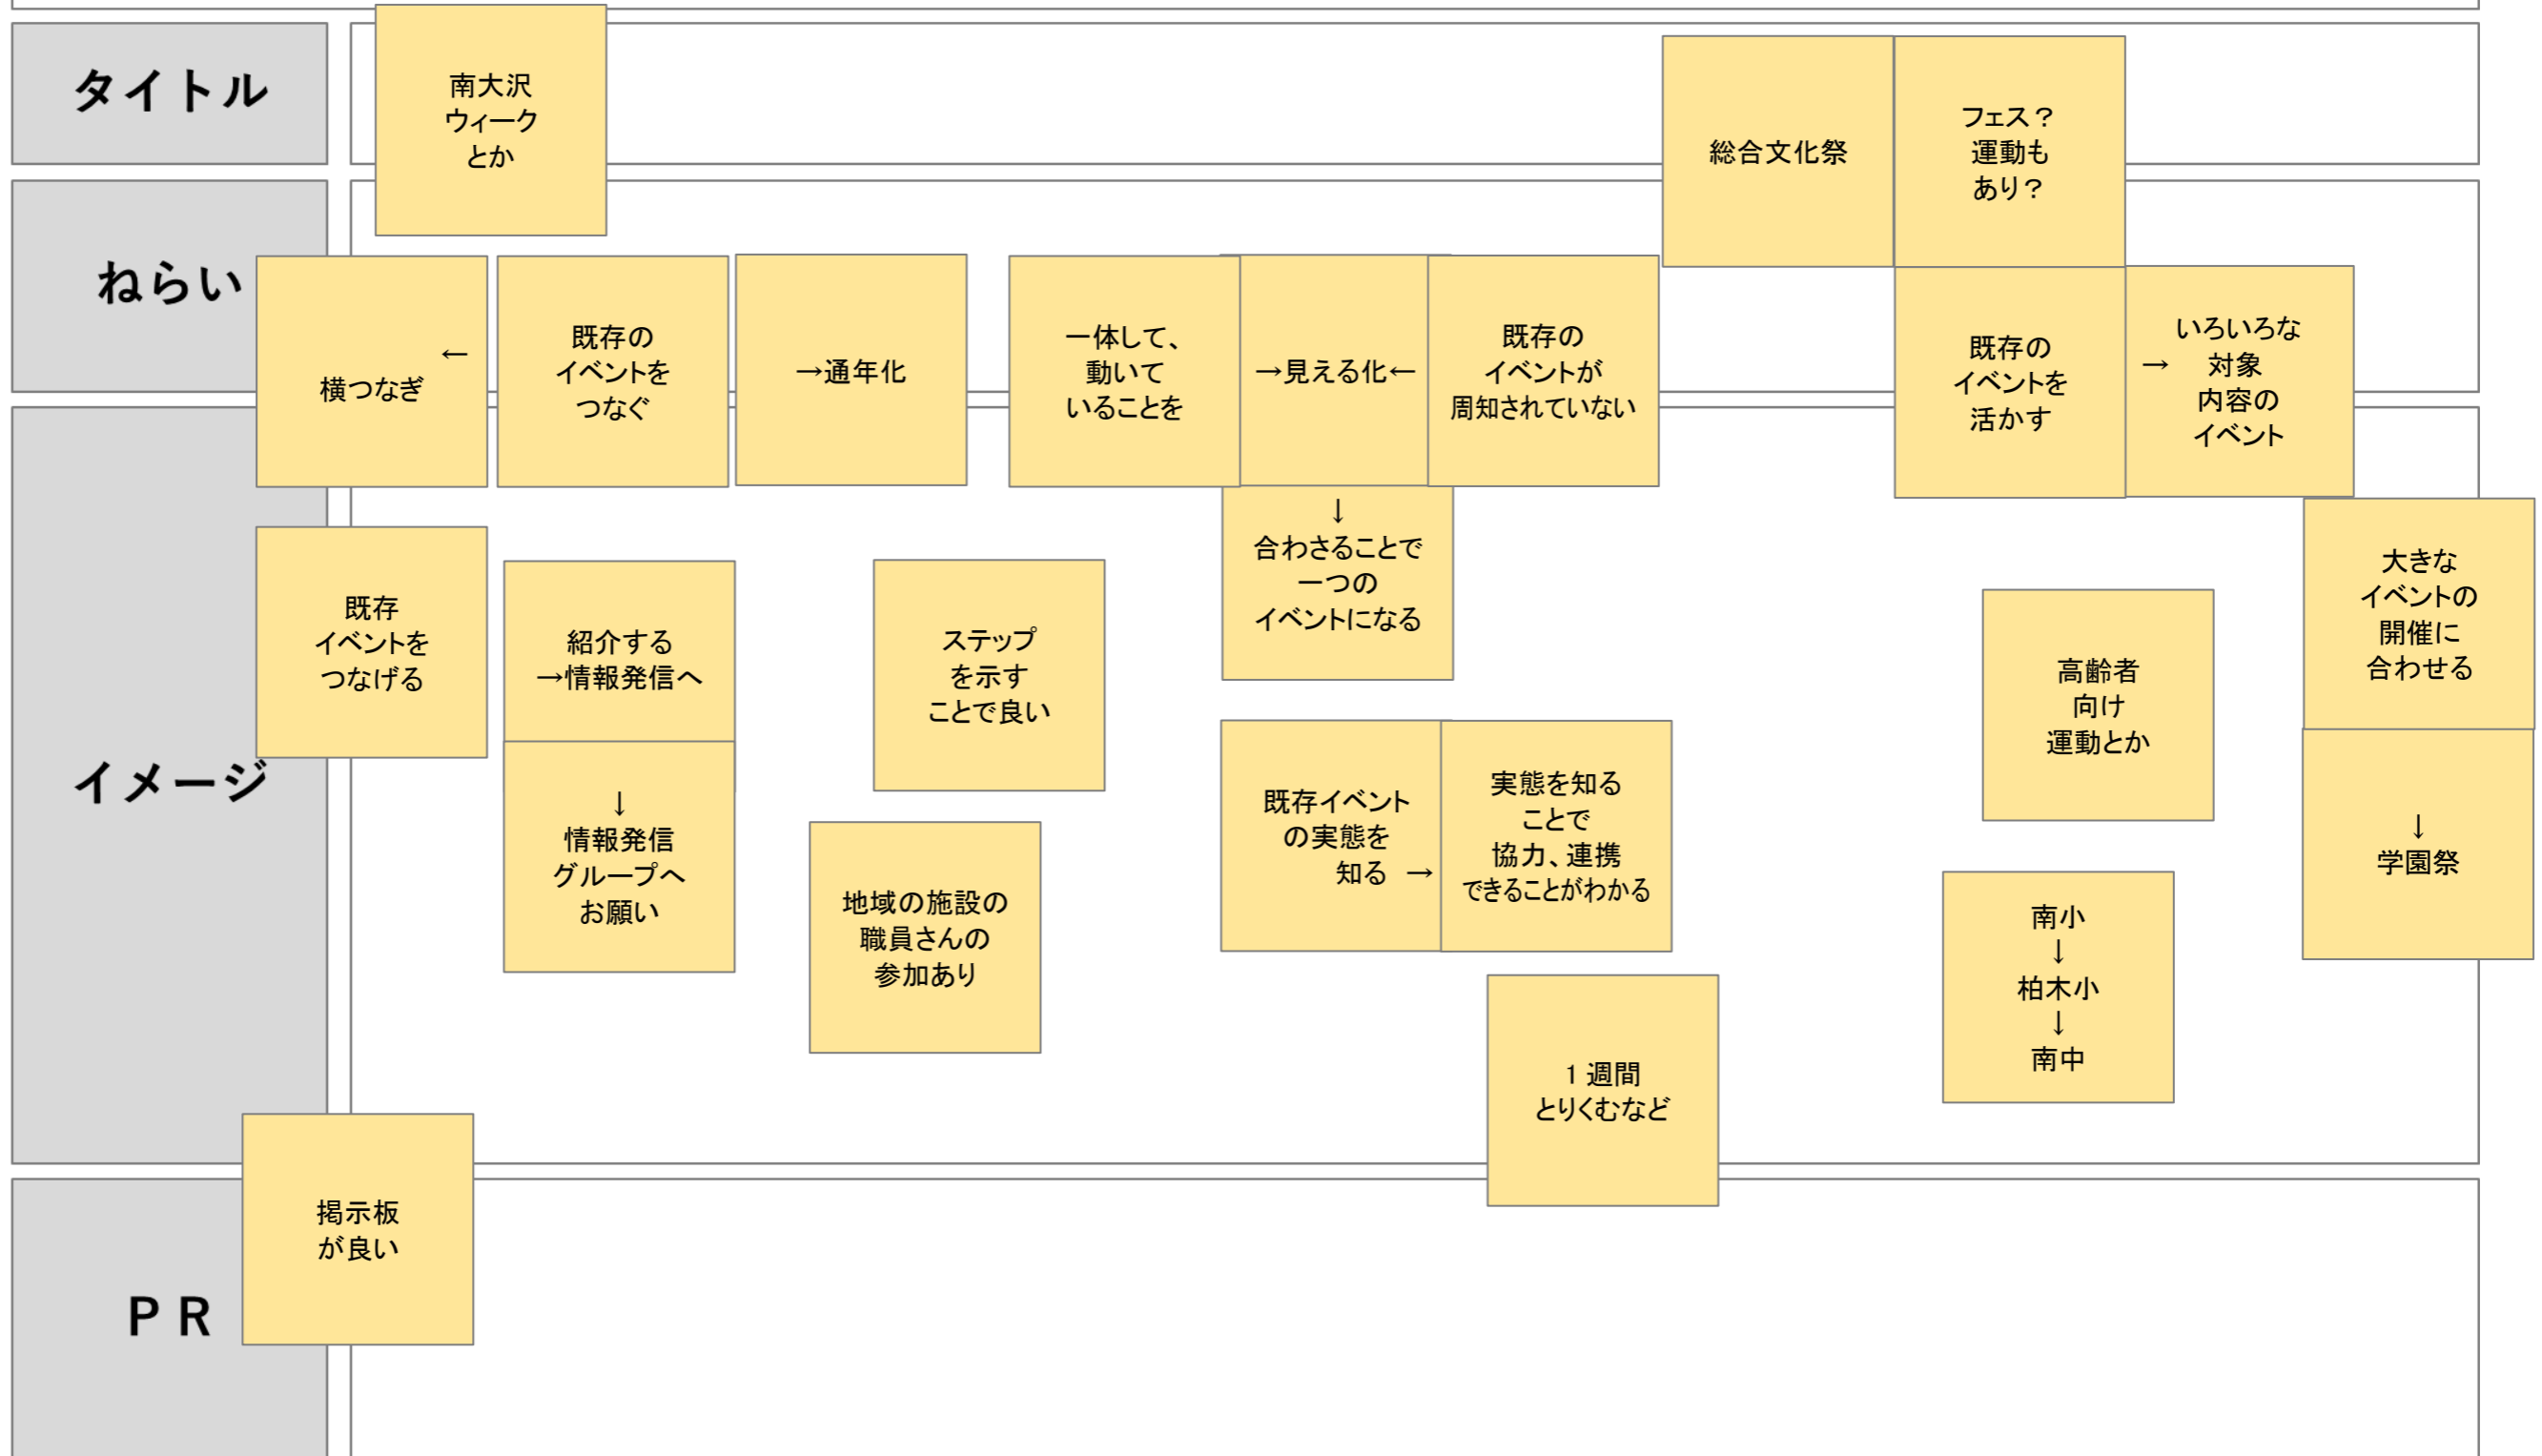 タイトル
南大沢
ウィーク
とか
総合文化祭
フェス？
運動も
あり？
ねらい
←
横つなぎ
既存の
イベントを
つなぐ
→通年化
一体して、
動いて
いることを
→見える化←
既存の
イベントが
周知されていない
既存の
イベントを
活かす
いろいろな
→ 対象
内容の
イベント
イメージ
既存
イベントを
つなげる
紹介する
→情報発信へ
↓
情報発信
グループへ
お願い
ステップ
を示す
ことで良い
地域の施設の
職員さんの
参加あり
↓
合わさることで
一つの
イベントになる
既存イベント
の実態を
知る →
実態を知る
ことで
協力、連携
できることがわかる
１週間
とりくむなど
高齢者
向け
運動とか
南小
↓
柏木小
↓
南中
大きな
イベントの
開催に
合わせる
↓
学園祭
ＰＲ
掲示板
が良い